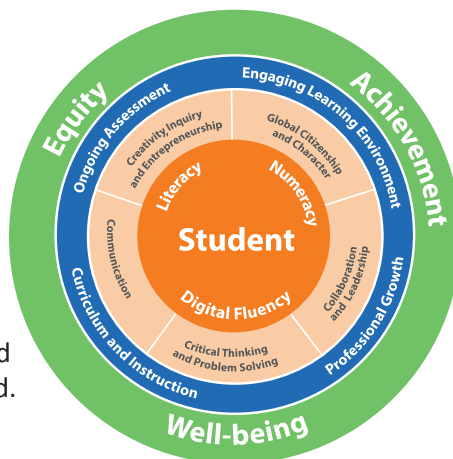 Equity
Achievement
Well-being
Ongoing Assessment
Engaging Learning Environment
Professional Growth
Curriculum and Instruction
Creativity, Inquiry
and Entrepreneurship
Global Citizenship
and Character
Collaboration
and Leadership
Critical Thinking
and Problem Solving
Communication
Literacy
Numeracy
Digital Fluency
Student
d
d.